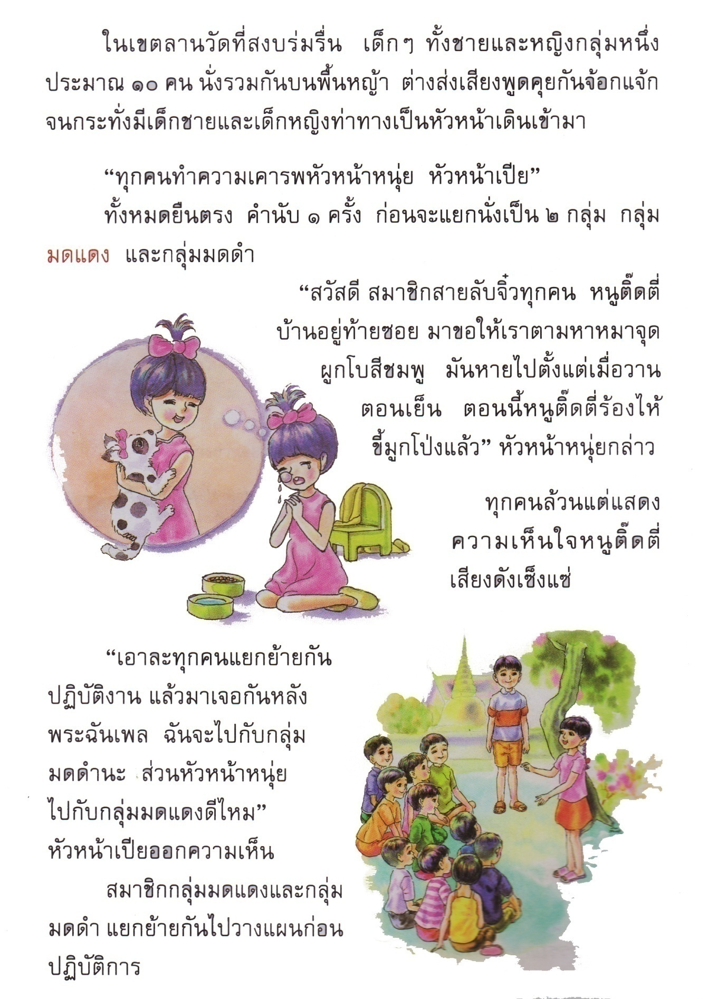 ในเขตลานวัดที่สงบร่มรื่น เด็กๆ ทั้งชายและหญิงกลุ่มหนึ่ง
ประมาณ ๑๐ คน นั่งรวมกันบนพื้นหญ้า ต่างส่งเสียงพูดคุยกันจ้อกแจ้ก
จนกระทั่งมีเด็กชายและเด็กหญิงท่าทางเป็นหัวหน้าเดินเข้ามา
“ทุกคนทำความเคารพหัวหน้าหนุ่ย หัวหน้าเปีย”
ทั้งหมดยืนตรง คำนับ ๑ ครั้ง ก่อนจะแยกนั่งเป็น ๒ กลุ่ม กลุ่ม
มดแดง และกลุ่มมดดำ
“สวัสดี สมาชิกสายลับจิ๋วทุกคน หนูติ๊ดตี่
บ้านอยู่ท้ายซอย มาขอให้เราตามหาหมาจุด
ผูกโบสีชมพู มันหายไปตั้งแต่เมื่อวาน
ตอนเย็น ตอนนี้หนูติ๊ดตี่ร้องไห้
ขี้มูกโป่งแล้ว” หัวหน้าหนุ่ยกล่าว
ทุกคนล้วนแต่แสดง
ความเห็นใจหนูติ๊ดตี่
เสียงดังเซ็งแซ่
“เอาละทุกคนแยกย้ายกัน
ปฏิบัติงาน แล้วมาเจอกันหลัง
พระฉันเพล ฉันจะไปกับกลุ่ม
มดดำนะ ส่วนหัวหน้าหนุ่ย
ไปกับกลุ่มมดแดงดีไหม”
หัวหน้าเปียออกความเห็น
สมาชิกกลุ่มมดแดงและกลุ่ม
มดดำ แยกย้ายกันไปวางแผนก่อน
ปฏิบัติการ